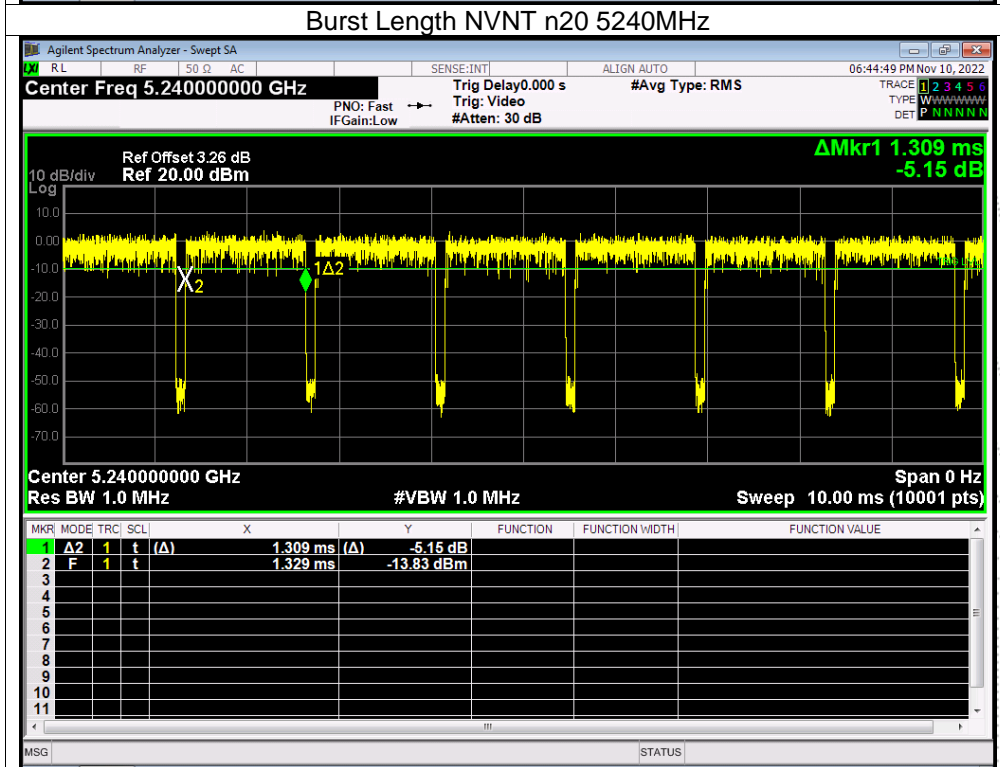 Burst Length NVNT n20 5240MHz
Agilent Spectrum Analyzer - Swept SA
LXI RL RF 50 Ω AC SENSE:INT ALIGN AUTO 06:44:49 PM Nov 10, 2022
Center Freq 5.240000000 GHz Trig Delay0.000 s #Avg Type: RMS TRACE 1 2 3 4 5 6
PNO: Fast Trig: Video TYPE WWWWWWW
IFGain:Low #Atten: 30 dB DET P N N N N N
ΔMkr1 1.309 ms
Ref Offset 3.26 dB
10 dB/div Ref 20.00 dBm -5.15 dB
Log
10.0
0.00
-10.0 1Δ2
X2
-20.0
-30.0
-40.0
-50.0
-60.0
-70.0
Center 5.240000000 GHz Span 0 Hz
Res BW 1.0 MHz #VBW 1.0 MHz Sweep 10.00 ms (10001 pts)
MKR MODE TRC SCL X Y FUNCTION FUNCTION WIDTH FUNCTION VALUE
1 Δ2 1 t (Δ) 1.309 ms (Δ) -5.15 dB
2 F 1 t 1.329 ms -13.83 dBm
3
4
5
6
7
8
9
10
11
MSG STATUS